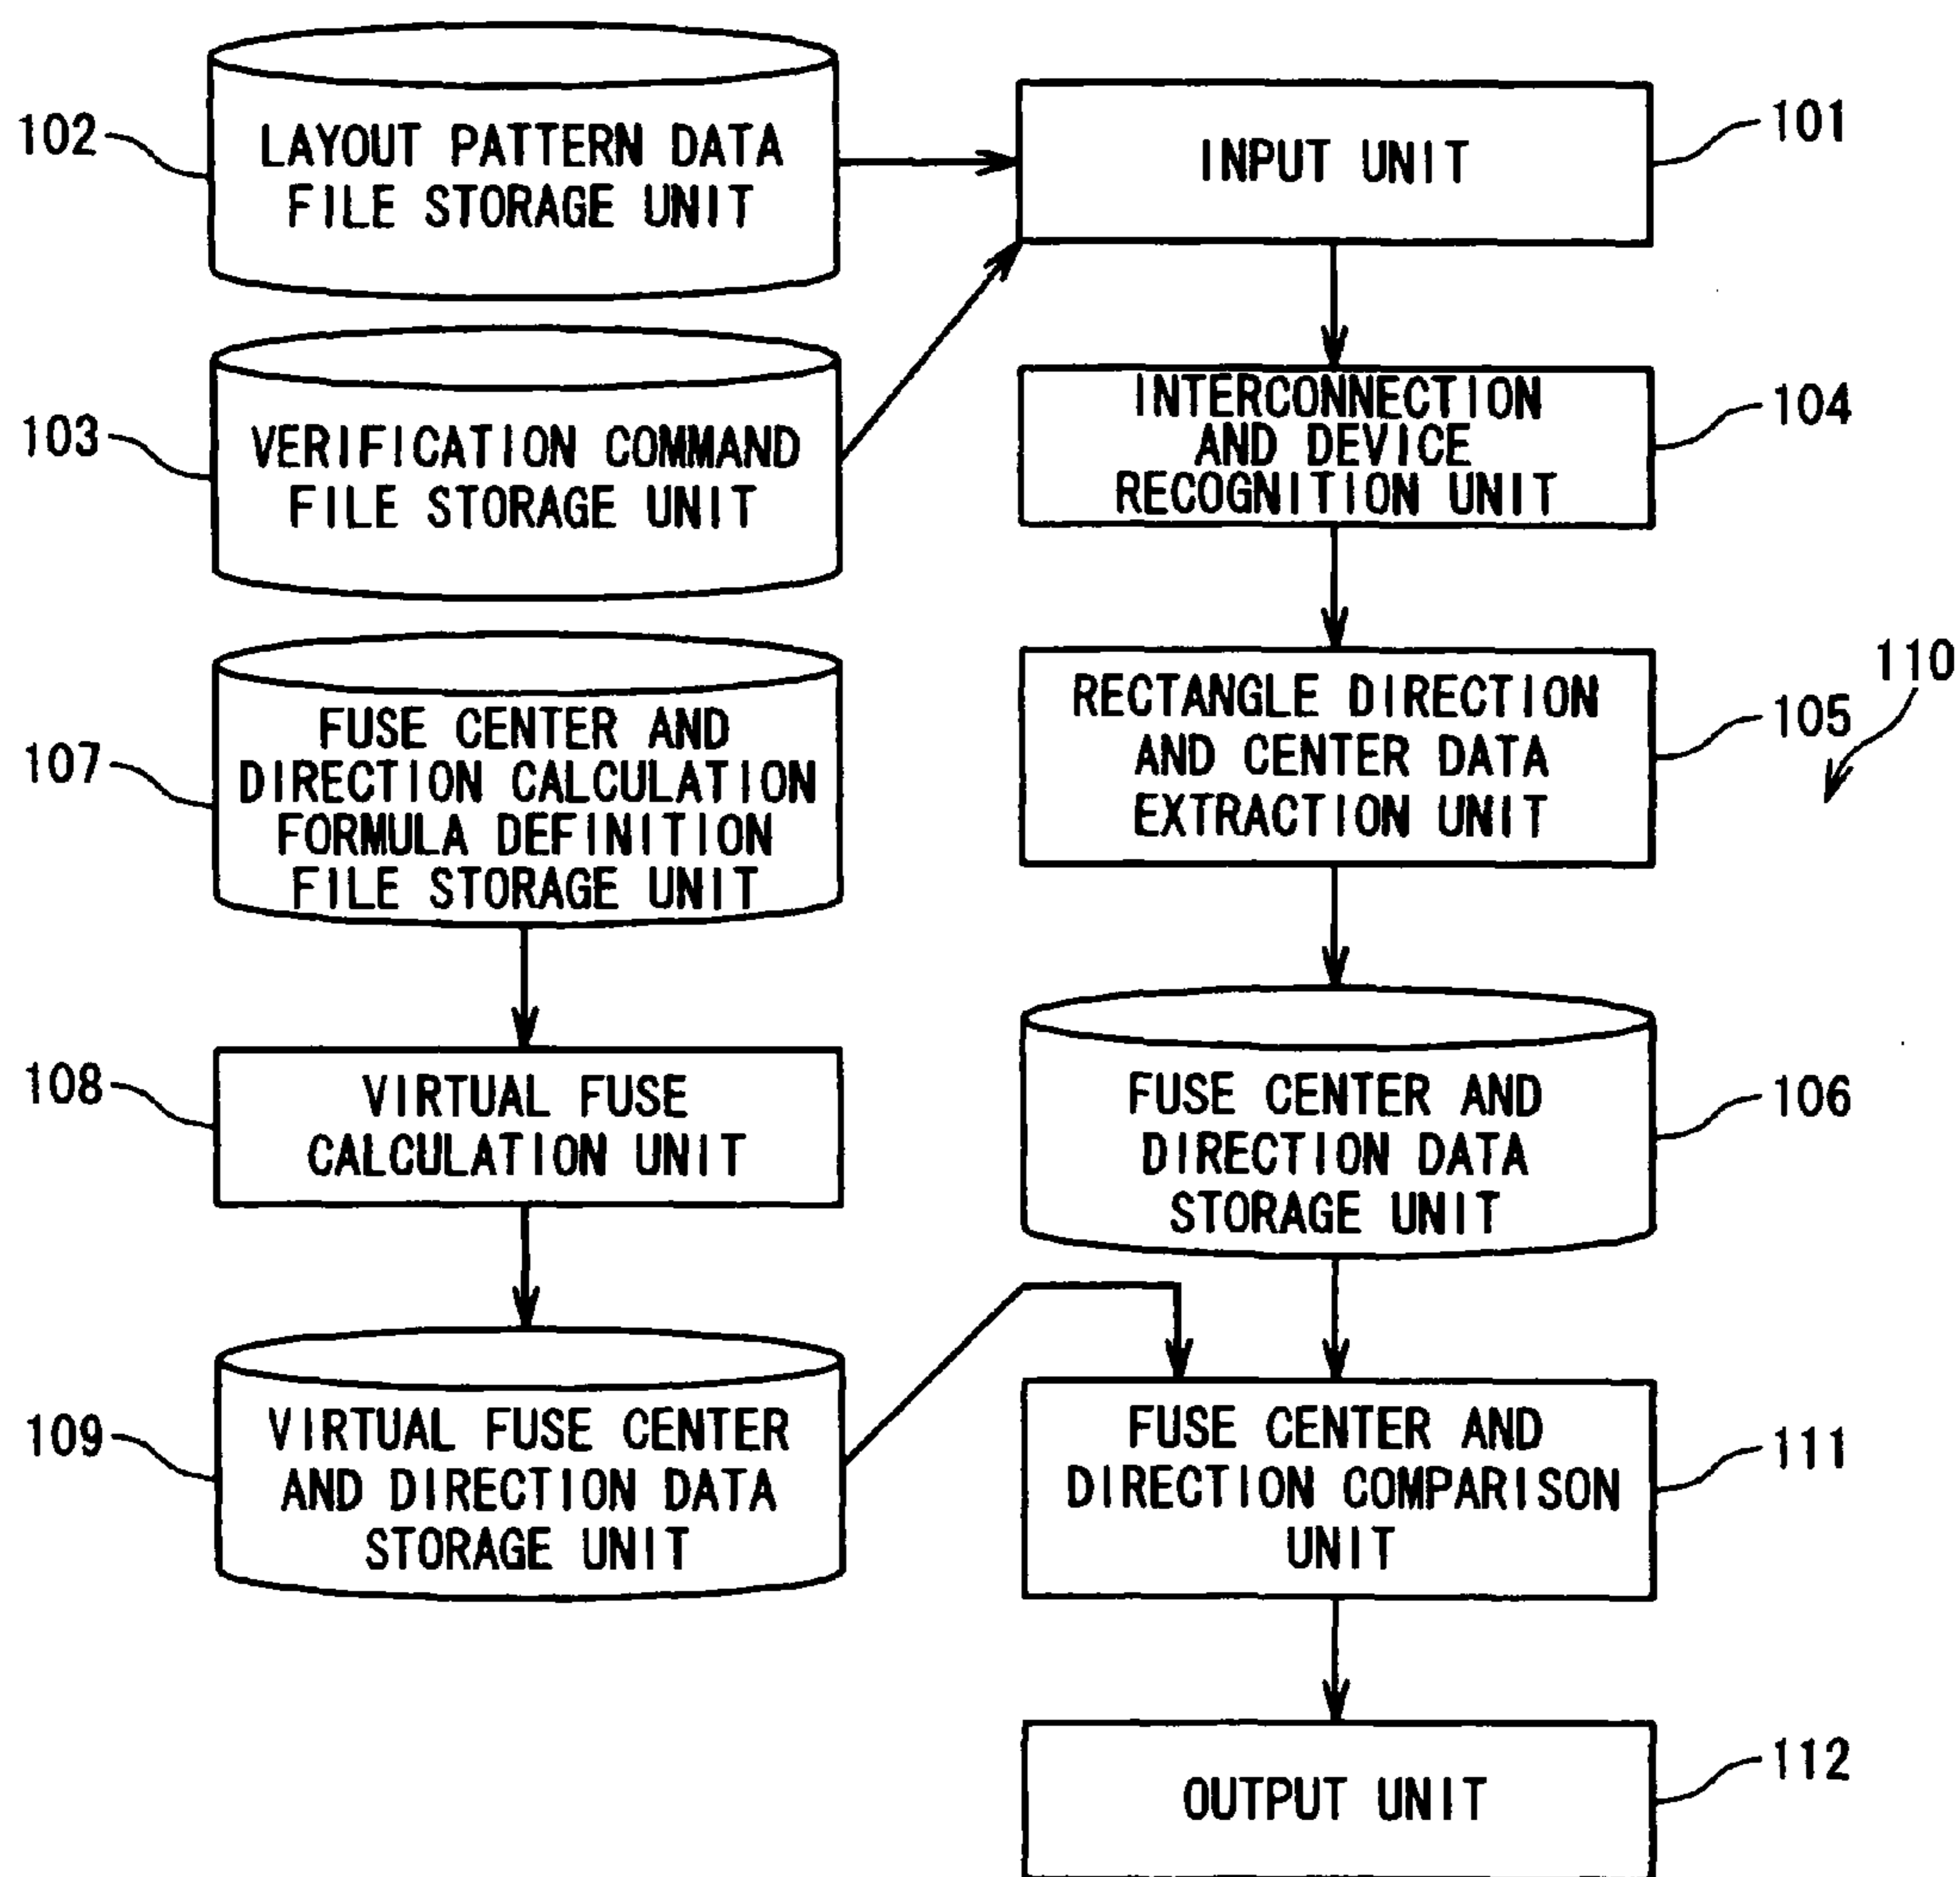 102
LAYOUT PATTERN DATA
FILE STORAGE UNIT
INPUT UNIT
101
103
VERIFICATION COMMAND
FILE STORAGE UNIT
INTERCONNECTION
AND DEVICE
RECOGNITION UNIT
104
107
FUSE CENTER AND
DIRECTION CALCULATION
FORMULA DEFINITION
FILE STORAGE UNIT
RECTANGLE DIRECTION
AND CENTER DATA
EXTRACTION UNIT
105
110
108
VIRTUAL FUSE
CALCULATION UNIT
FUSE CENTER AND
DIRECTION DATA
STORAGE UNIT
106
109
VIRTUAL FUSE CENTER
AND DIRECTION DATA
STORAGE UNIT
FUSE CENTER AND
DIRECTION COMPARISON
UNIT
111
OUTPUT UNIT
112